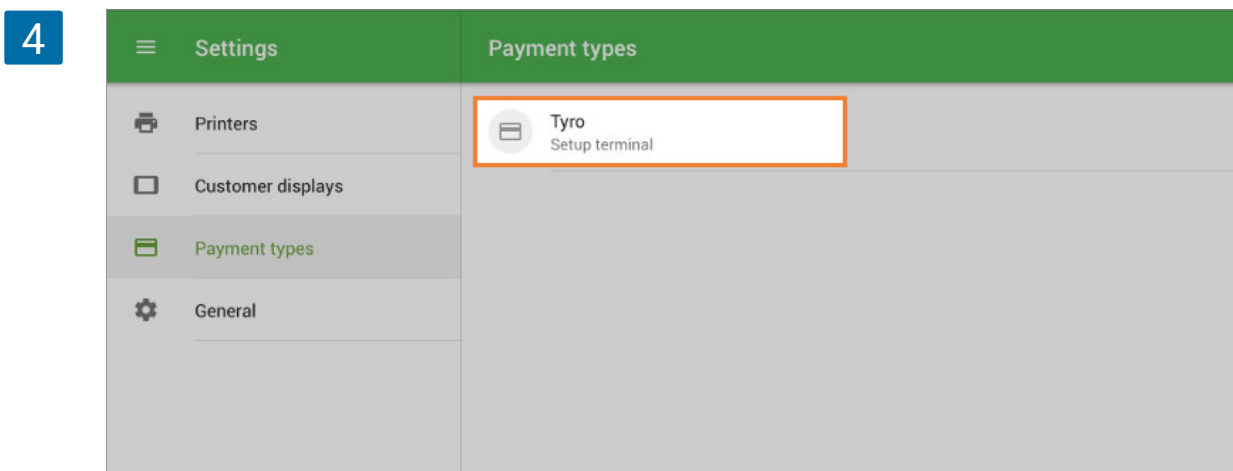 4
Settings
Payment types
Printers
Customer displays
Payment types
General
Tyro
Setup terminal